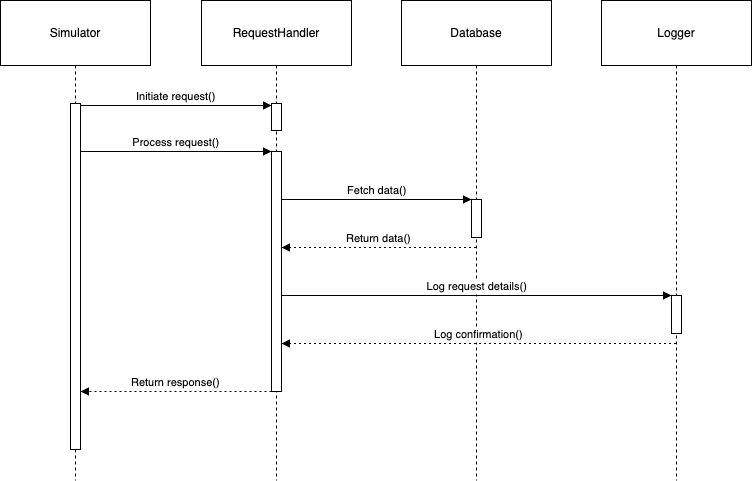 Simulator
RequestHandler
Database
Logger
Initiate request()
Process request()
Fetch data()
Return data()
Log request details()
Log confirmation()
Return response()